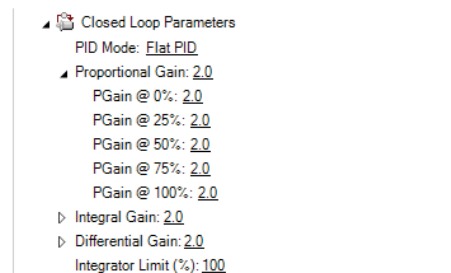 Closed Loop Parameters
PID Mode: Flat PID
Proportional Gain: 2.0
PGain @ 0%: 2.0
PGain @ 25%: 2.0
PGain @ 50%: 2.0
PGain @ 75%: 2.0
PGain @ 100%: 2.0
Integral Gain: 2.0
Differential Gain: 2.0
Integrator Limit (%): 100